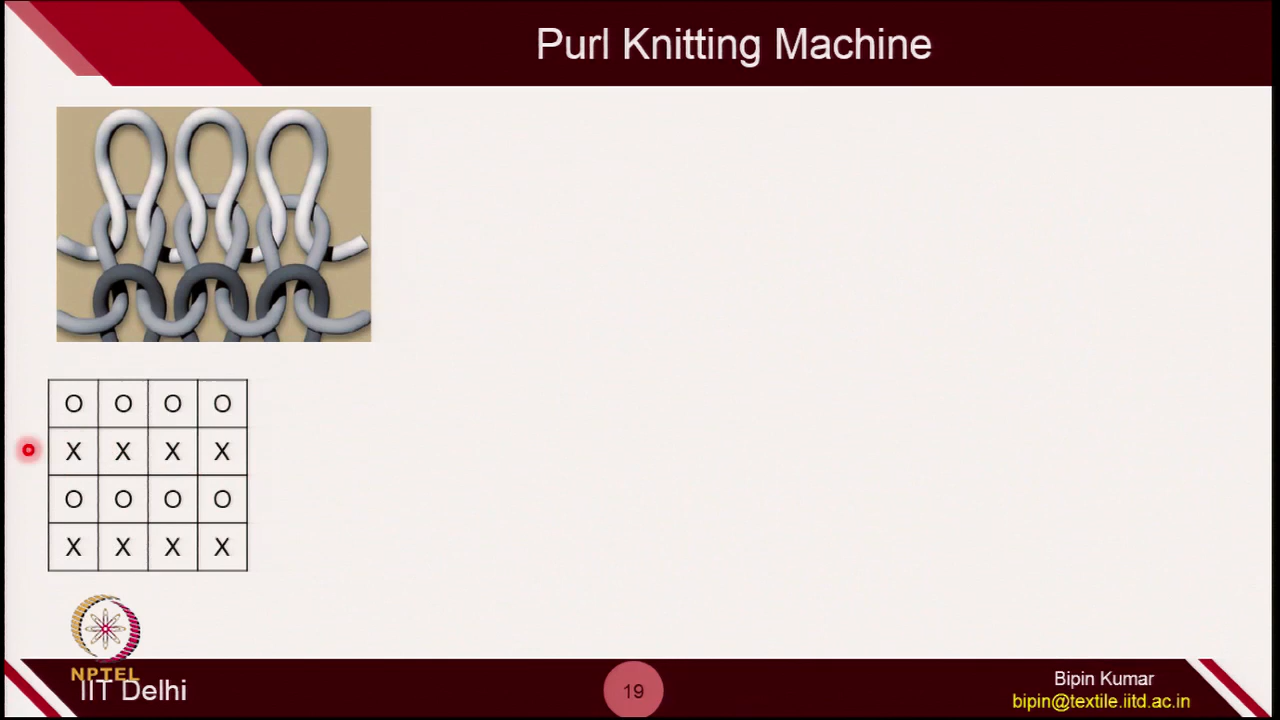 Purl Knitting Machine
O O O O
X X X X
O O O O
X X X X
NPTEL
IIT Delhi
19
Bipin Kumar
bipin@textile.iitd.ac.in